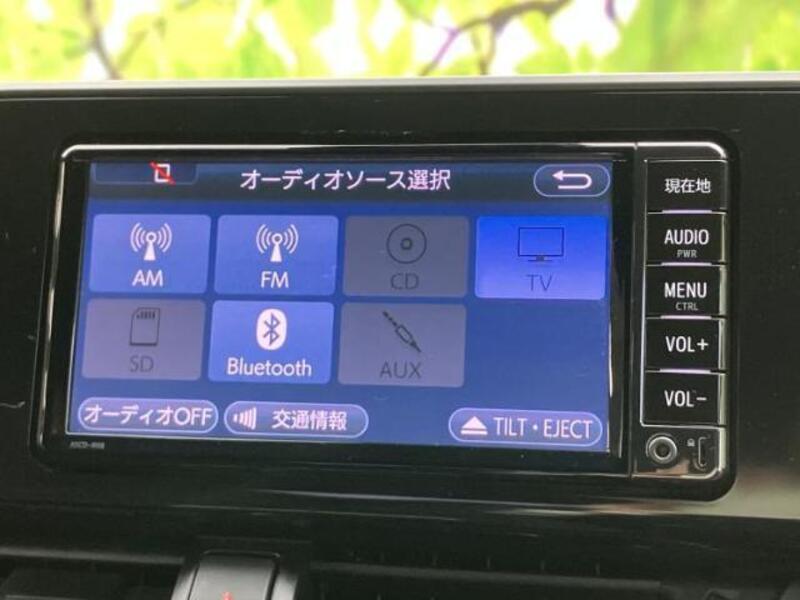 オーディオソース選択
AM
FM
CD
TV
SD
Bluetooth
AUX
オーディオOFF
交通情報
TILT・EJECT
現在地
AUDIO
PWR
MENU
CTRL
VOL+
VOL-